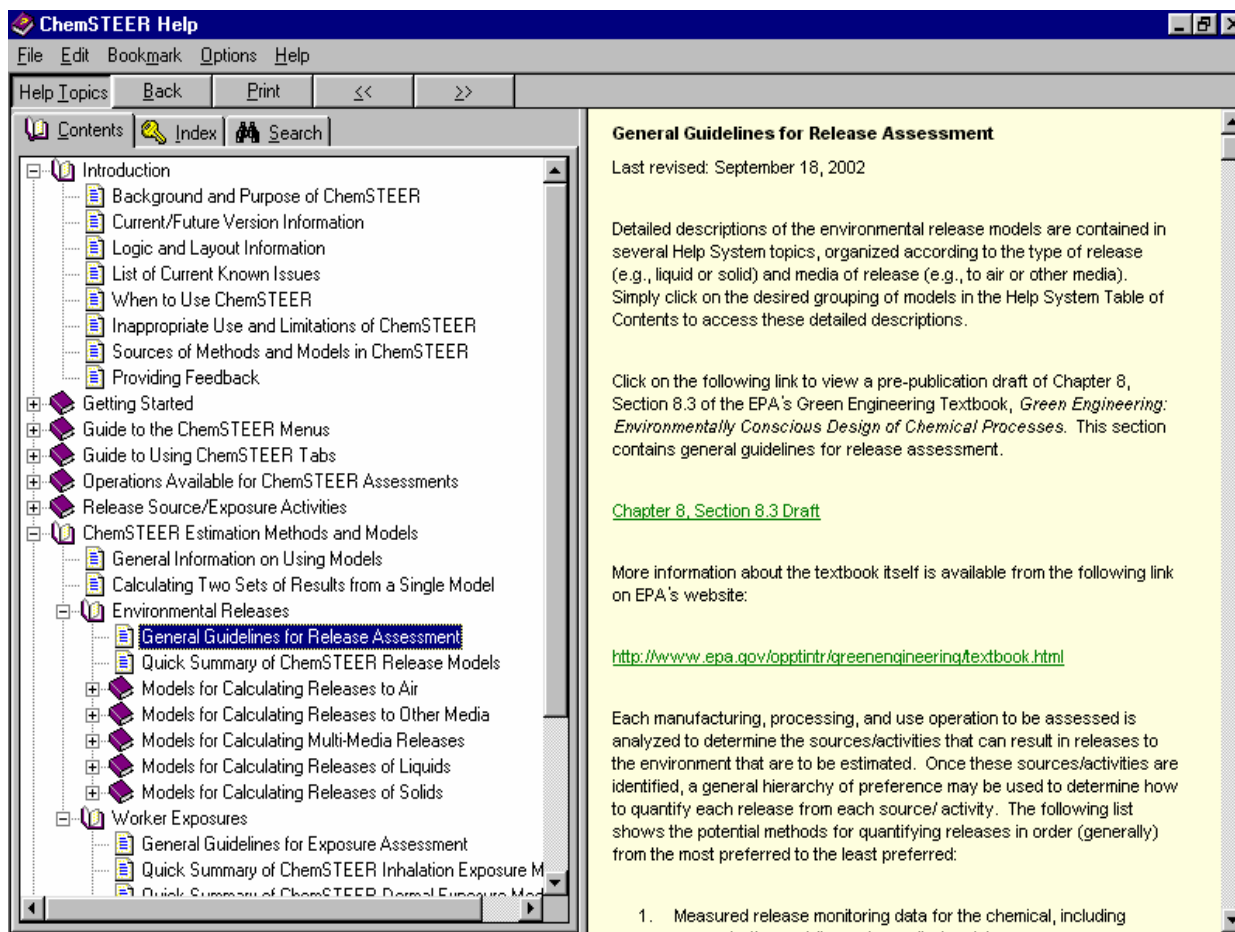 ChemSTEER Help
File Edit Bookmark Options Help
Help Topics Back Print << >>
Contents Index Search
Introduction
Background and Purpose of ChemSTEER
Current/Future Version Information
Logic and Layout Information
List of Current Known Issues
When to Use ChemSTEER
Inappropriate Use and Limitations of ChemSTEER
Sources of Methods and Models in ChemSTEER
Providing Feedback
Getting Started
Guide to the ChemSTEER Menus
Guide to Using ChemSTEER Tabs
Operations Available for ChemSTEER Assessments
Release Source/Exposure Activities
ChemSTEER Estimation Methods and Models
General Information on Using Models
Calculating Two Sets of Results from a Single Model
Environmental Releases
General Guidelines for Release Assessment
Quick Summary of ChemSTEER Release Models
Models for Calculating Releases to Air
Models for Calculating Releases to Other Media
Models for Calculating Multi-Media Releases
Models for Calculating Releases of Liquids
Models for Calculating Releases of Solids
Worker Exposures
General Guidelines for Exposure Assessment
Quick Summary of ChemSTEER Inhalation Exposure M
Quick Summary of ChemSTEER Dermal Exposure Mod
General Guidelines for Release Assessment
Last revised: September 18, 2002
Detailed descriptions of the environmental release models are contained in
several Help System topics, organized according to the type of release
(e.g., liquid or solid) and media of release (e.g., to air or other media).
Simply click on the desired grouping of models in the Help System Table of
Contents to access these detailed descriptions.
Click on the following link to view a pre-publication draft of Chapter 8,
Section 8.3 of the EPA's Green Engineering Textbook, Green Engineering:
Environmentally Conscious Design of Chemical Processes. This section
contains general guidelines for release assessment.
Chapter 8, Section 8.3 Draft
More information about the textbook itself is available from the following link
on EPA's website:
http://www.epa.gov/opptintr/greenengineering/textbook.html
Each manufacturing, processing, and use operation to be assessed is
analyzed to determine the sources/activities that can result in releases to
the environment that are to be estimated. Once these sources/activities are
identified, a general hierarchy of preference may be used to determine how
to quantify each release from each source/ activity. The following list
shows the potential methods for quantifying releases in order (generally)
from the most preferred to the least preferred:
1. Measured release monitoring data for the chemical, including